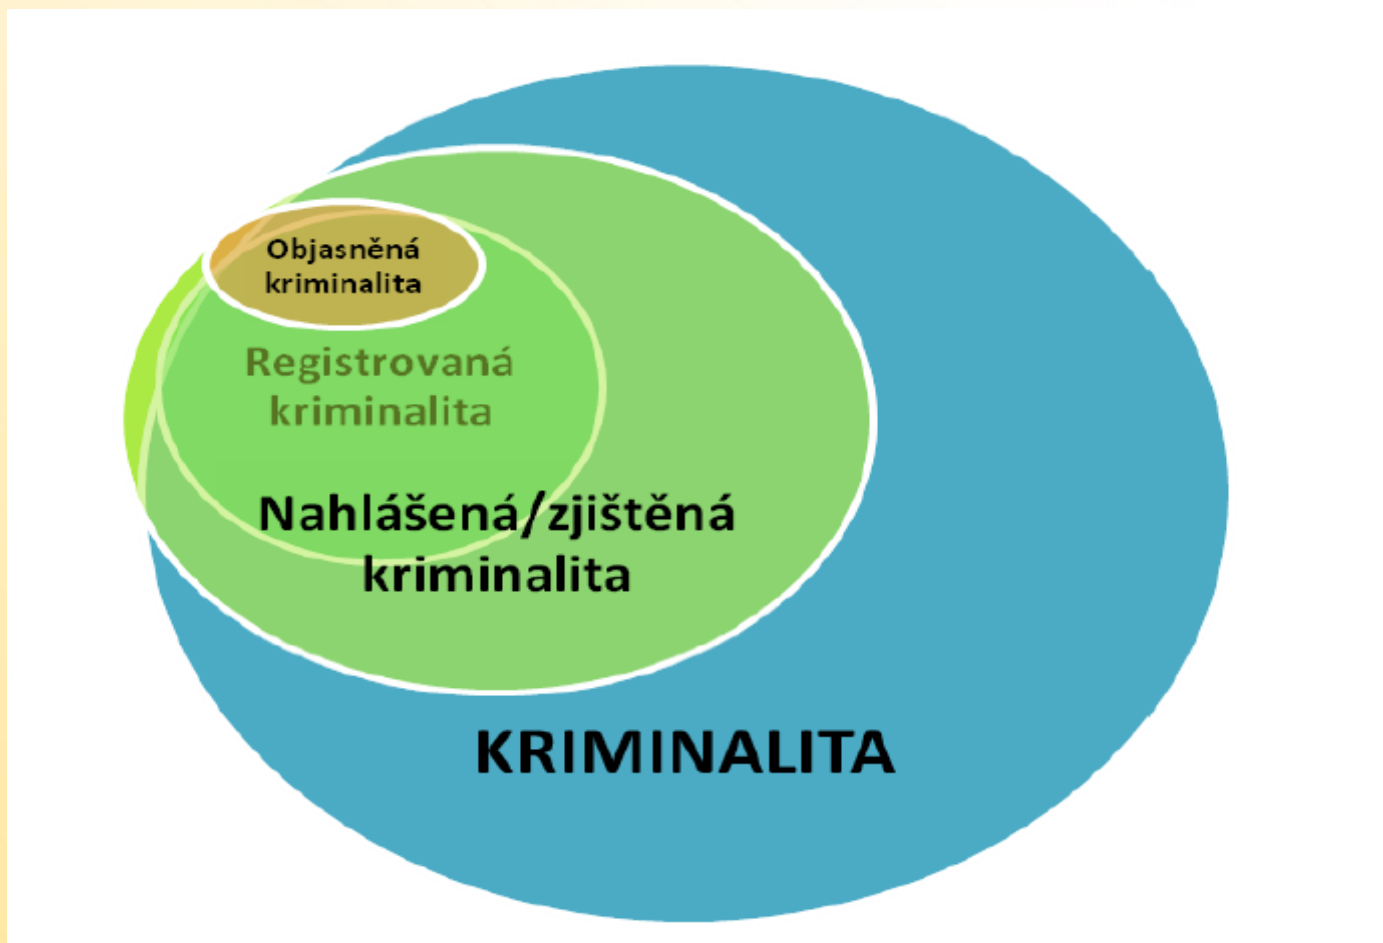 Objasněná
kriminalita
Registrovaná
kriminalita
Nahlášená/zjištěná
kriminalita
KRIMINALITA